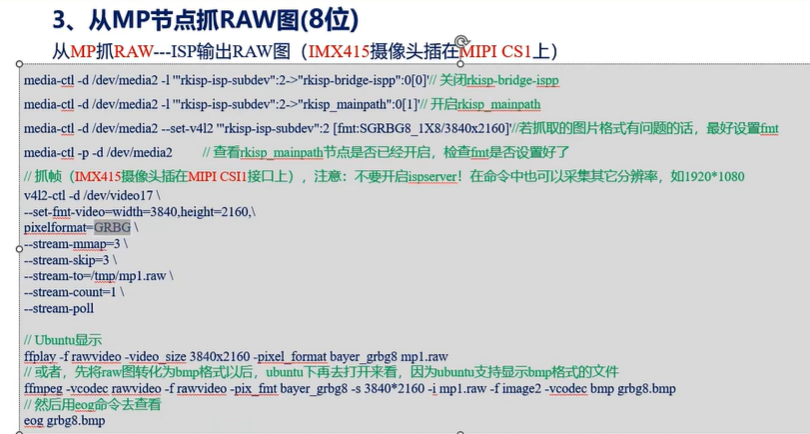 3、从MP节点抓RAW图(8位)
从MP抓RAW---ISP输出RAW图（IMX415摄像头插在MIPI CS1上）
media-ctl -d /dev/media2 -l '"rkisp-isp-subdev":2->"rkisp-bridge-ispp":0[0]'// 关闭rkisp-bridge-ispp
media-ctl -d /dev/media2 -l '"rkisp-isp-subdev":2->"rkisp_mainpath":0[1]'// 开启rkisp_mainpath
media-ctl -d /dev/media2 --set-v4l2 '"rkisp-isp-subdev":2 [fmt:SGRBG8_1X8/3840x2160]'//若抓取的图片格式有问题的话，最好设置fmt
media-ctl -p -d /dev/media2 // 查看rkisp_mainpath节点是否已经开启，检查fmt是否设置好了
// 抓帧（IMX415摄像头插在MIPI CSI1接口上），注意：不要开启ispserver！在命令中也可以采集其它分辨率，如1920*1080
v4l2-ctl -d /dev/video17 \
--set-fmt-video=width=3840,height=2160,\
pixelformat=GRBG \
--stream-mmap=3 \
--stream-skip=3 \
--stream-to=/tmp/mp1.raw \
--stream-count=1 \
--stream-poll
// Ubuntu显示
ffplay -f rawvideo -video_size 3840x2160 -pixel_format bayer_grbg8 mp1.raw
// 或者，先将raw图转化为bmp格式以后，ubuntu下再去打开来看，因为ubuntu支持显示bmp格式的文件
ffmpeg -vcodec rawvideo -f rawvideo -pix_fmt bayer_grbg8 -s 3840*2160 -i mp1.raw -f image2 -vcodec bmp grbg8.bmp
// 然后用eog命令去查看
eog grbg8.bmp